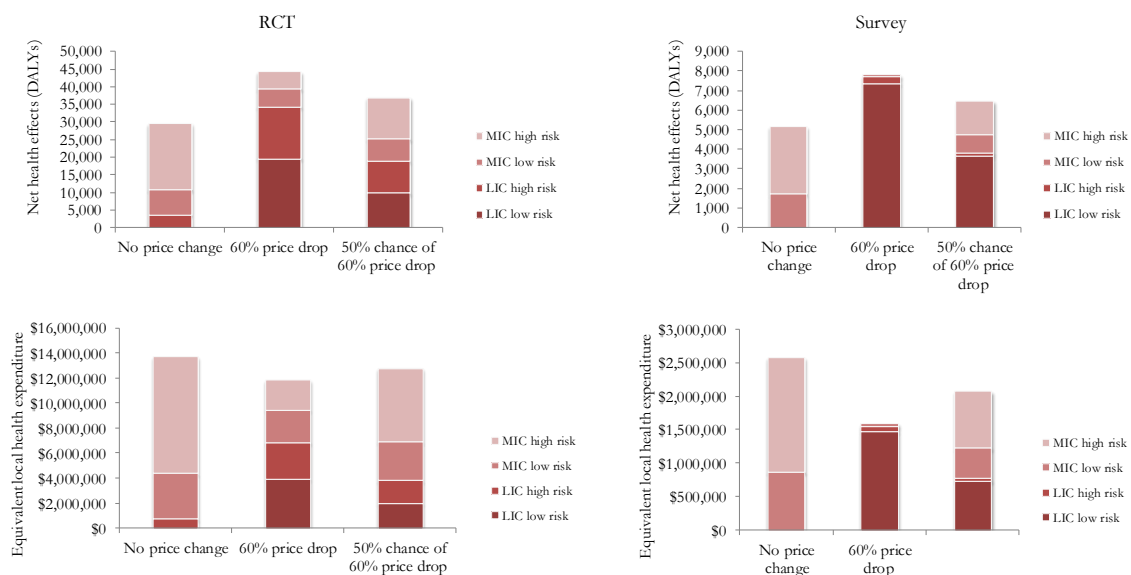 RCT
Net health effects (DALYs)
50,000
45,000
40,000
35,000
30,000
25,000
20,000
15,000
10,000
5,000
0
No price change
60% price drop
50% chance of
60% price drop
MIC high risk
MIC low risk
LIC high risk
LIC low risk
Survey
Net health effects (DALYs)
9,000
8,000
7,000
6,000
5,000
4,000
3,000
2,000
1,000
0
No price
change
60% price
drop
50% chance
of 60% price
drop
MIC high risk
MIC low risk
LIC high risk
LIC low risk
Equivalent local health expenditure
$16,000,000
$14,000,000
$12,000,000
$10,000,000
$8,000,000
$6,000,000
$4,000,000
$2,000,000
$0
No price change
60% price drop
50% chance of
60% price drop
MIC high risk
MIC low risk
LIC high risk
LIC low risk
Equivalent local health expenditure
$3,000,000
$2,500,000
$2,000,000
$1,500,000
$1,000,000
$500,000
$0
No price
change
60% price
drop
MIC high risk
MIC low risk
LIC high risk
LIC low risk